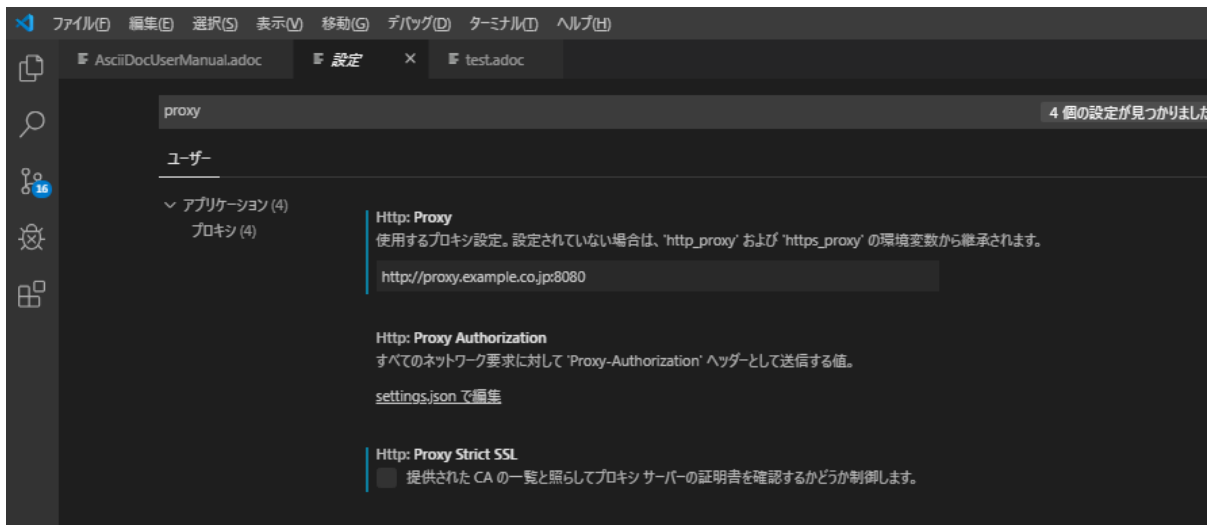 ファイル(F) 編集(E) 選択(S) 表示(V) 移動(G) デバッグ(D) ターミナル(T) ヘルプ(H)
AsciiDocUserManual.adoc 設定 test.adoc
proxy
4 個の設定が見つかりました
ユーザー
アプリケーション (4)
プロキシ (4)
Http: Proxy
使用するプロキシ設定。設定されていない場合は、'http_proxy' および 'https_proxy' の環境変数から継承されます。
http://proxy.example.co.jp:8080
Http: Proxy Authorization
すべてのネットワーク要求に対して 'Proxy-Authorization' ヘッダーとして送信する値。
settings.json で編集
Http: Proxy Strict SSL
提供された CA の一覧と照らしてプロキシ サーバーの証明書を確認するかどうか制御します。
16